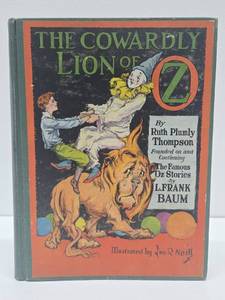 THE COWARDLY
LION OF OZ
By
Ruth Plumly
Thompson
Founded on and
Continuing
The Famous
Oz Stories
by
L. FRANK
BAUM
Illustrated by Jno. R. Neill